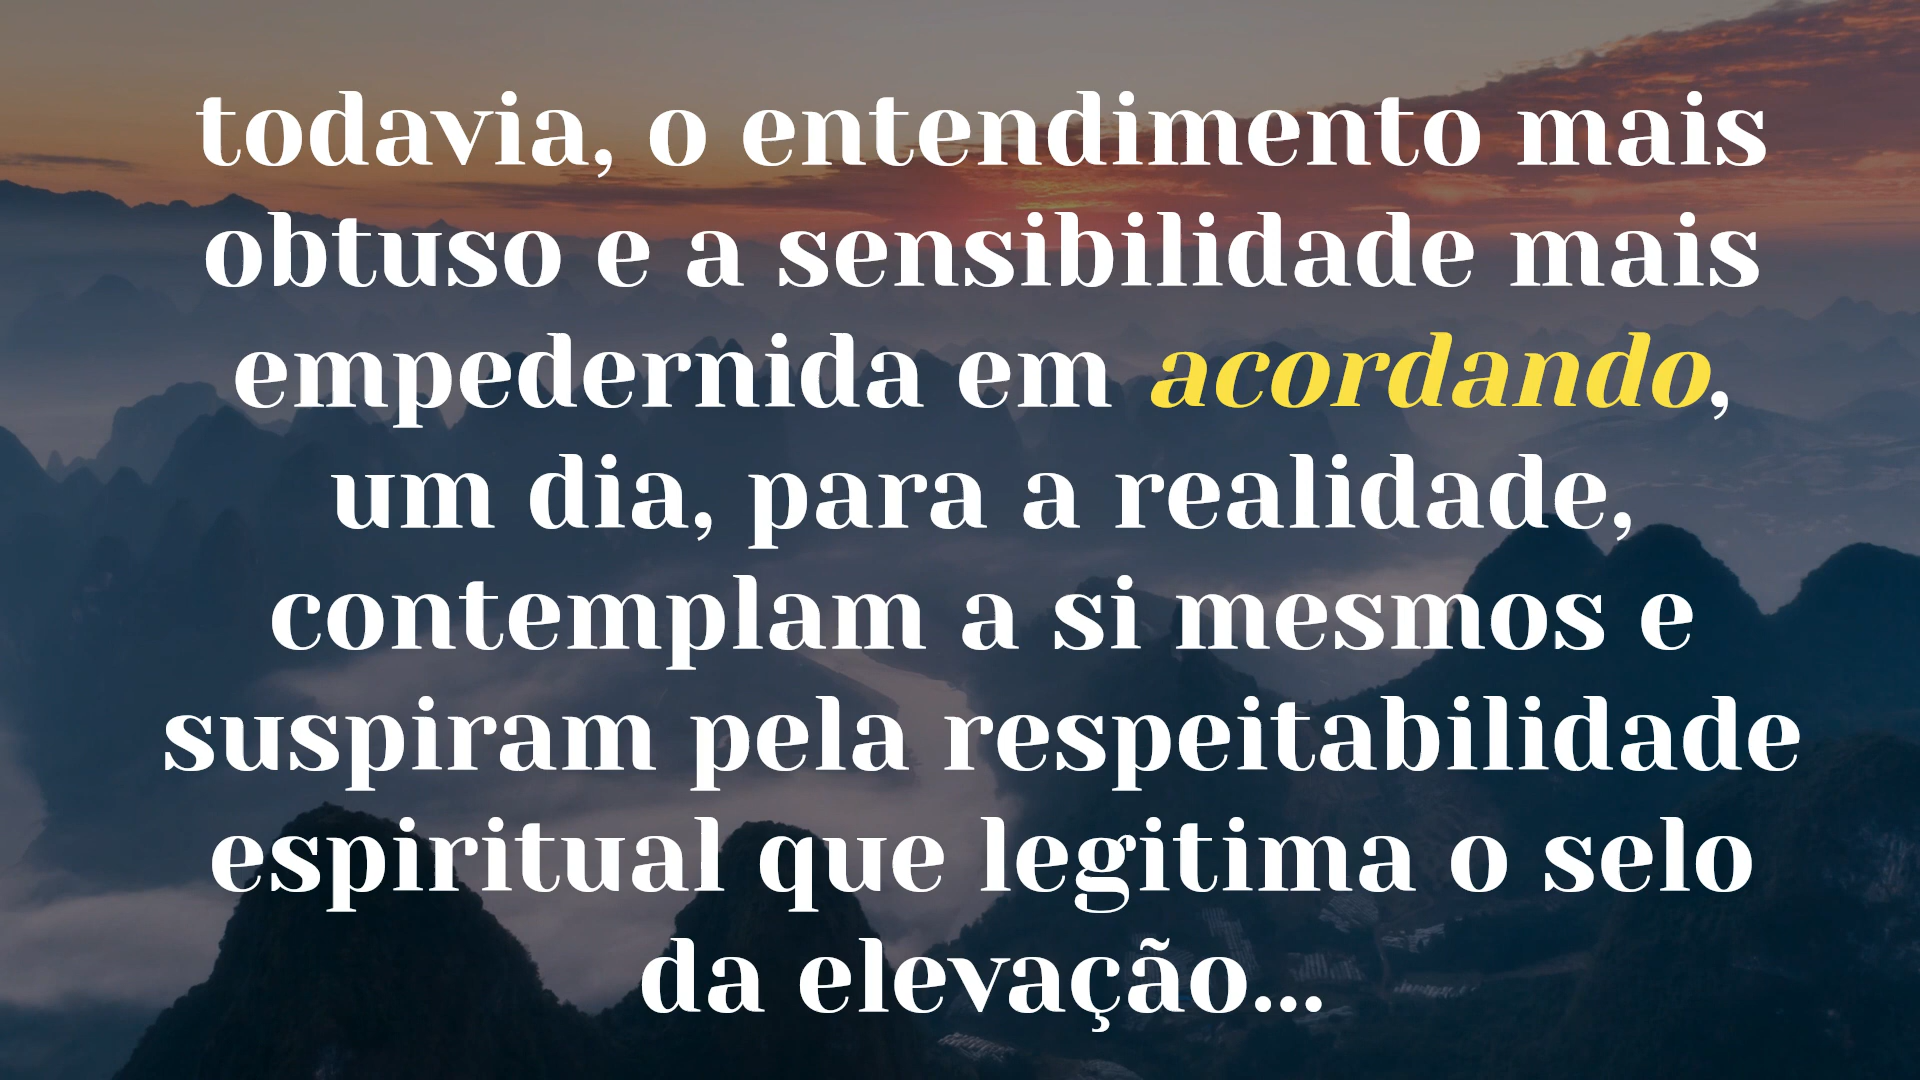 todavia, o entendimento mais
obtuso e a sensibilidade mais
empedernida em acordando,
um dia, para a realidade,
contemplam a si mesmos e
suspiram pela respeitabilidade
espiritual que legitima o selo
da elevação...